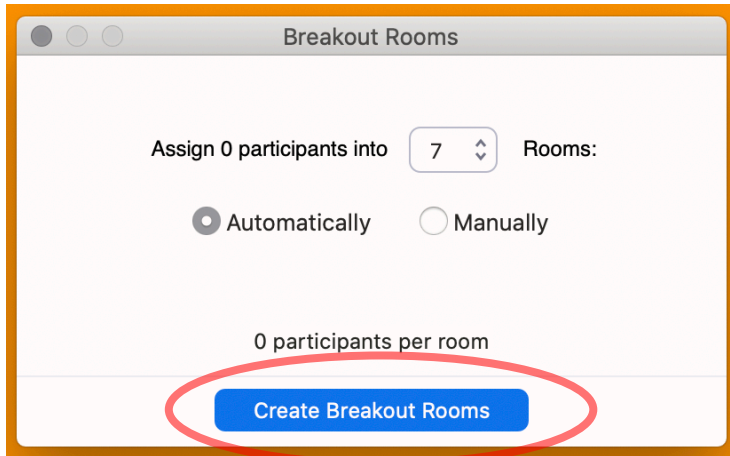 Breakout Rooms
Assign 0 participants into 7 Rooms:
Automatically Manually
0 participants per room
Create Breakout Rooms